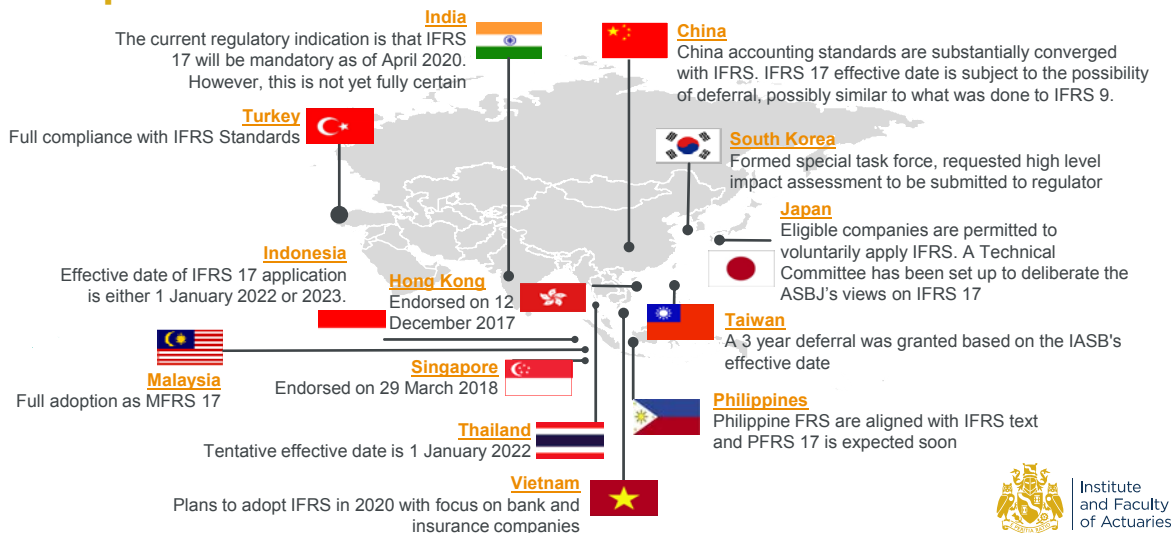 India
The current regulatory indication is that IFRS
17 will be mandatory as of April 2020.
However, this is not yet fully certain
China
China accounting standards are substantially converged
with IFRS. IFRS 17 effective date is subject to the possibility
of deferral, possibly similar to what was done to IFRS 9.
Turkey
Full compliance with IFRS Standards
South Korea
Formed special task force, requested high level
impact assessment to be submitted to regulator
Japan
Eligible companies are permitted to
voluntarily apply IFRS. A Technical
Committee has been set up to deliberate the
ASBJ's views on IFRS 17
Indonesia
Effective date of IFRS 17 application
is either 1 January 2022 or 2023.
Hong Kong
Endorsed on 12
December 2017
Taiwan
A 3 year deferral was granted based on the IASB's
effective date
Malaysia
Full adoption as MFRS 17
Singapore
Endorsed on 29 March 2018
Philippines
Philippine FRS are aligned with IFRS text
and PFRS 17 is expected soon
Thailand
Tentative effective date is 1 January 2022
Vietnam
Plans to adopt IFRS in 2020 with focus on bank and
insurance companies
Institute
and Faculty
of Actuaries